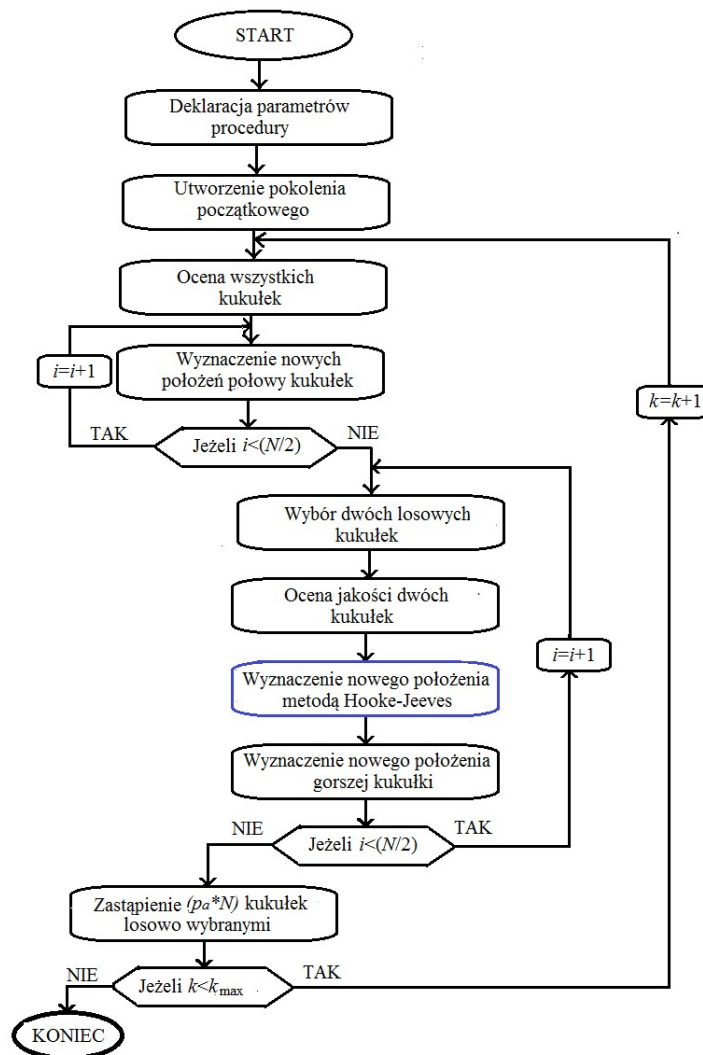 START
Deklaracja parametrów
procedury
Utworzenie pokolenia
początkowego
Ocena wszystkich
kukułek
i=i+1
Wyznaczenie nowych
położeń połowy kukułek
k=k+1
TAK
Jeżeli i<(N/2)
NIE
Wybór dwóch losowych
kukułek
Ocena jakości dwóch
kukułek
i=i+1
Wyznaczenie nowego położenia
metodą Hooke-Jeeves
Wyznaczenie nowego położenia
gorszej kukułki
NIE
Jeżeli i<(N/2)
TAK
Zastąpienie (pa*N) kukułek
losowo wybranymi
NIE
Jeżeli k<kmax
TAK
KONIEC